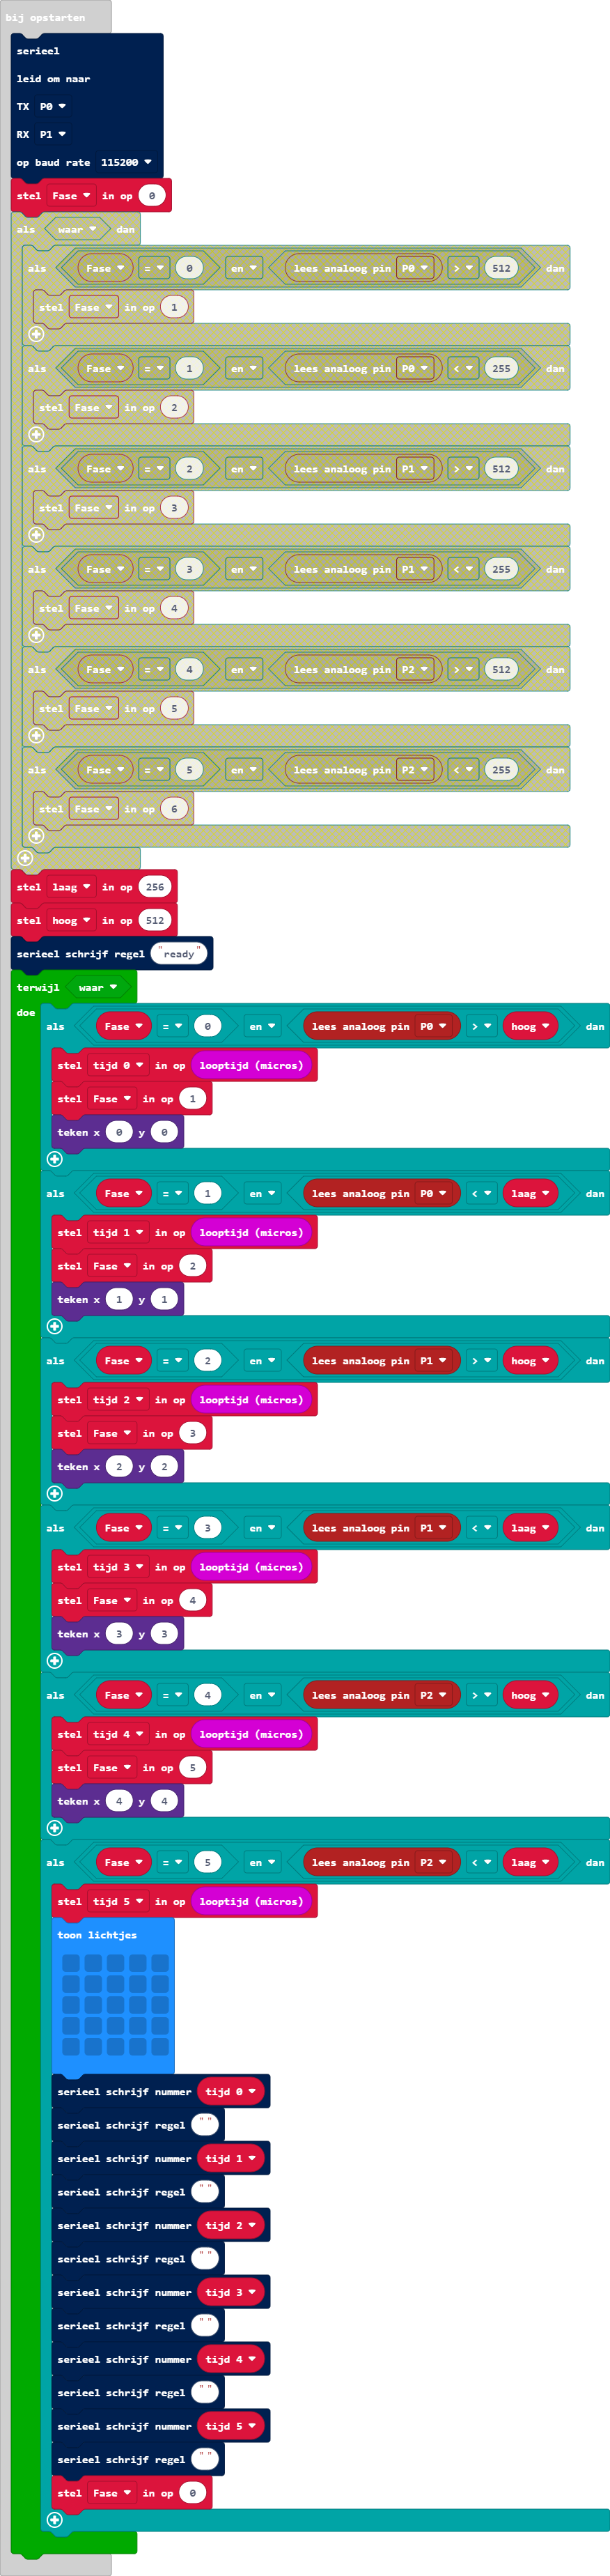 bij opstarten
serieel
leid om naar
TX P0
RX P1
op baud rate 115200
stel Fase in op 0
als waar dan
als Fase = 0 en lees analoog pin P0 > 512 dan
stel Fase in op 1
als Fase = 1 en lees analoog pin P0 < 255 dan
stel Fase in op 2
als Fase = 2 en lees analoog pin P1 > 512 dan
stel Fase in op 3
als Fase = 3 en lees analoog pin P1 < 255 dan
stel Fase in op 4
als Fase = 4 en lees analoog pin P2 > 512 dan
stel Fase in op 5
als Fase = 5 en lees analoog pin P2 < 255 dan
stel Fase in op 6
stel laag in op 256
stel hoog in op 512
serieel schrijf regel "ready"
terwijl waar
doe als Fase = 0 en lees analoog pin P0 > hoog dan
stel tijd 0 in op looptijd (micros)
stel Fase in op 1
teken x 0 y 0
als Fase = 1 en lees analoog pin P0 < laag dan
stel tijd 1 in op looptijd (micros)
stel Fase in op 2
teken x 1 y 1
als Fase = 2 en lees analoog pin P1 > hoog dan
stel tijd 2 in op looptijd (micros)
stel Fase in op 3
teken x 2 y 2
als Fase = 3 en lees analoog pin P1 < laag dan
stel tijd 3 in op looptijd (micros)
stel Fase in op 4
teken x 3 y 3
als Fase = 4 en lees analoog pin P2 > hoog dan
stel tijd 4 in op looptijd (micros)
stel Fase in op 5
teken x 4 y 4
als Fase = 5 en lees analoog pin P2 < laag dan
stel tijd 5 in op looptijd (micros)
toon lichtjes
serieel schrijf nummer tijd 0
serieel schrijf regel ""
serieel schrijf nummer tijd 1
serieel schrijf regel ""
serieel schrijf nummer tijd 2
serieel schrijf regel ""
serieel schrijf nummer tijd 3
serieel schrijf regel ""
serieel schrijf nummer tijd 4
serieel schrijf regel ""
serieel schrijf nummer tijd 5
serieel schrijf regel ""
stel Fase in op 0